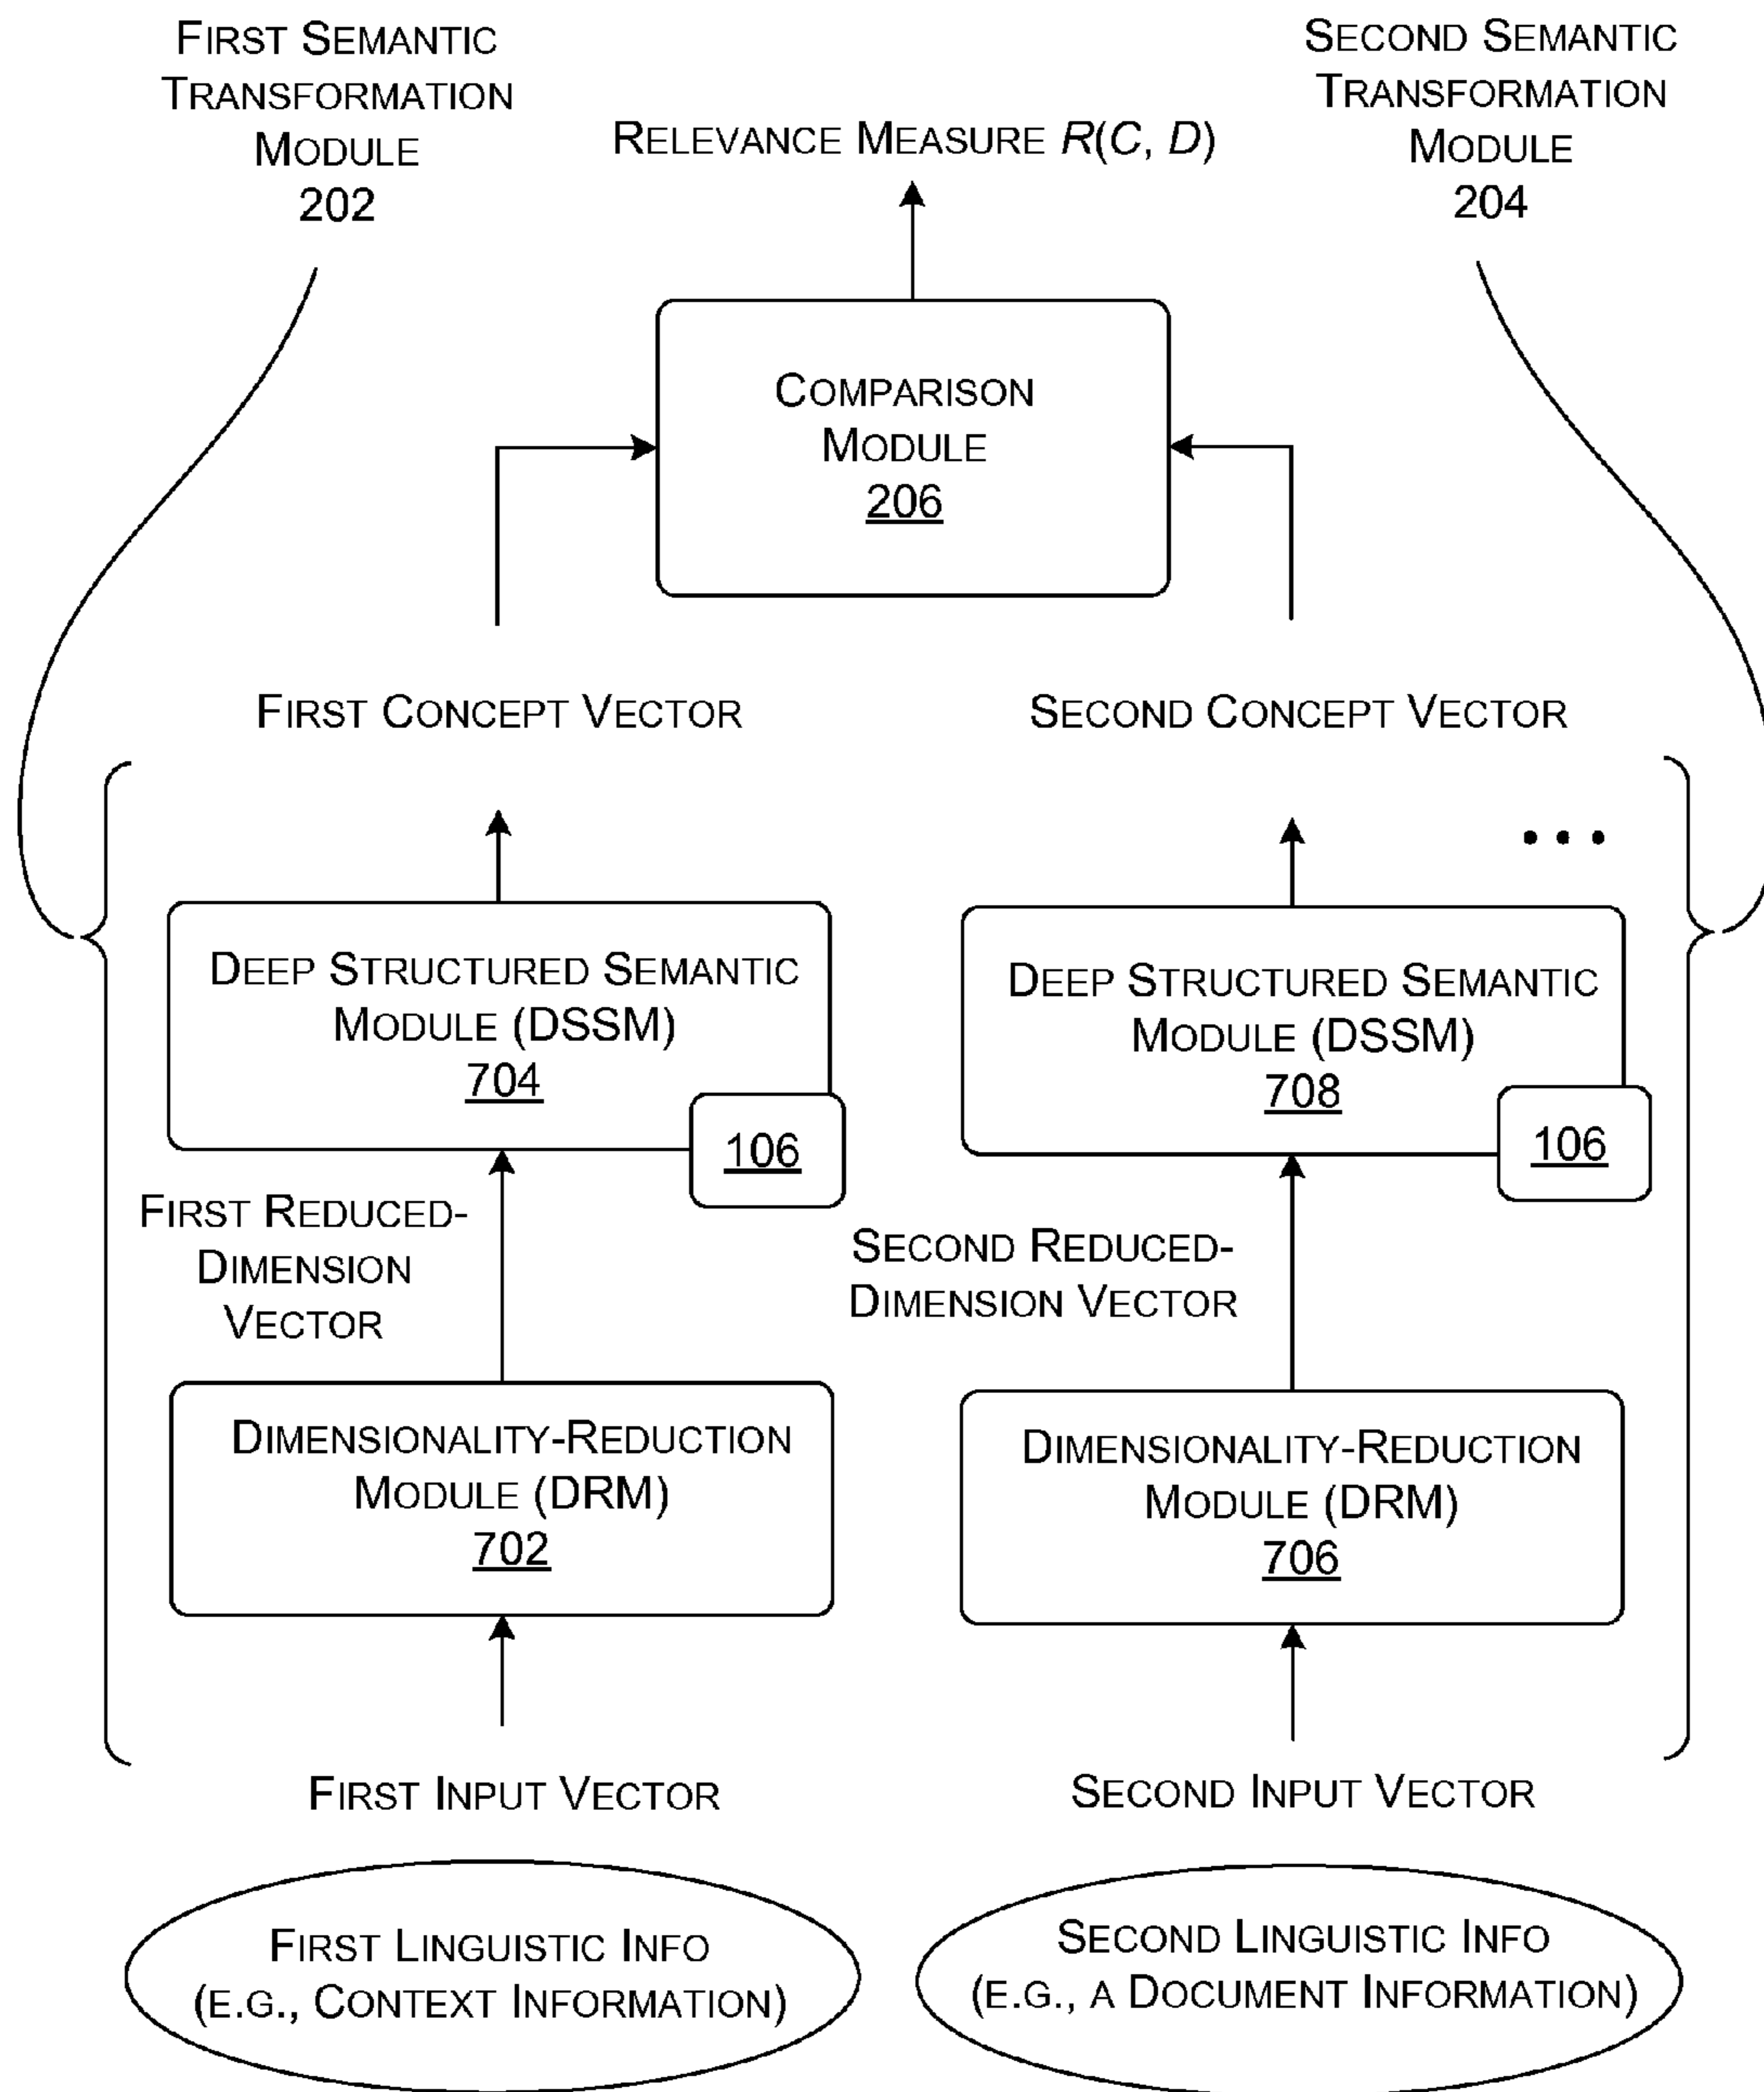 FIRST SEMANTIC
TRANSFORMATION
MODULE
202
SECOND SEMANTIC
TRANSFORMATION
MODULE
204
RELEVANCE MEASURE R(C, D)
COMPARISON
MODULE
206
FIRST CONCEPT VECTOR
SECOND CONCEPT VECTOR
DEEP STRUCTURED SEMANTIC
MODULE (DSSM)
704
106
DEEP STRUCTURED SEMANTIC
MODULE (DSSM)
708
106
FIRST REDUCED-
DIMENSION
VECTOR
SECOND REDUCED-
DIMENSION VECTOR
DIMENSIONALITY-REDUCTION
MODULE (DRM)
702
DIMENSIONALITY-REDUCTION
MODULE (DRM)
706
FIRST INPUT VECTOR
SECOND INPUT VECTOR
FIRST LINGUISTIC INFO
(E.G., CONTEXT INFORMATION)
SECOND LINGUISTIC INFO
(E.G., A DOCUMENT INFORMATION)